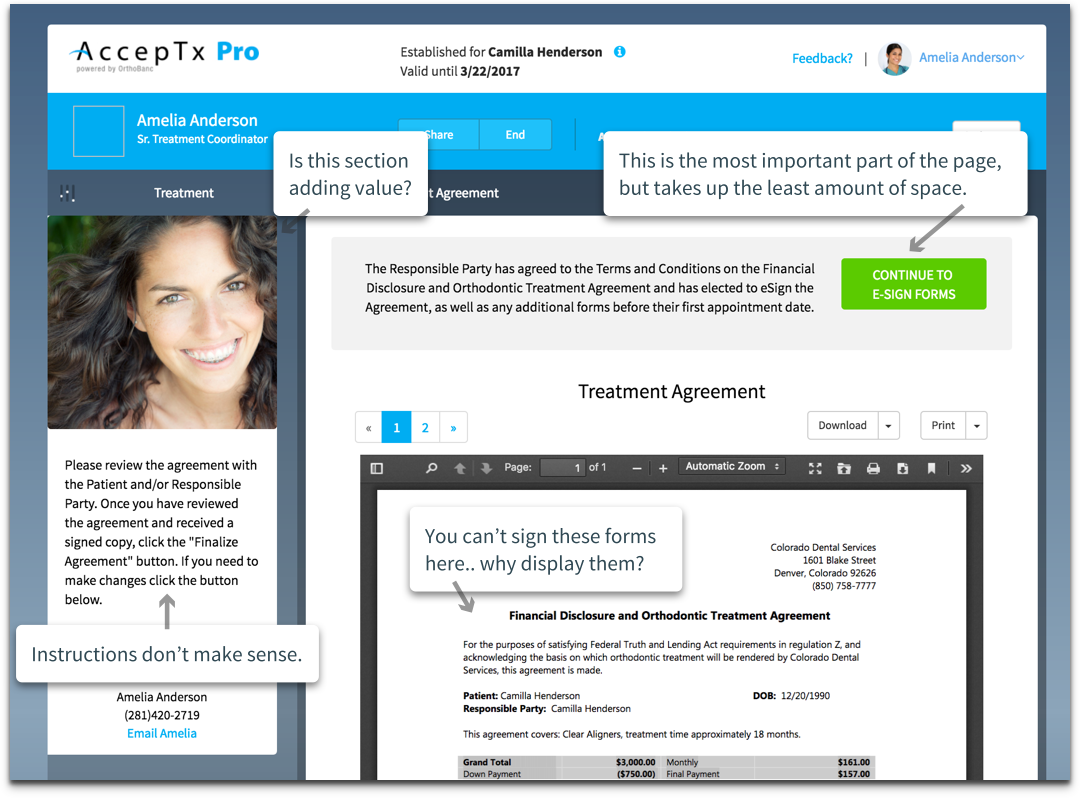 AccepTx Pro
powered by OrthoBanc
Established for Camilla Henderson
Valid until 3/22/2017
Feedback? | Amelia Anderson
Amelia Anderson
Sr. Treatment Coordinator
Share
End
Is this section
adding value?
This is the most important part of the page,
but takes up the least amount of space.
Treatment
Agreement
The Responsible Party has agreed to the Terms and Conditions on the Financial
Disclosure and Orthodontic Treatment Agreement and has elected to eSign the
Agreement, as well as any additional forms before their first appointment date.
CONTINUE TO
E-SIGN FORMS
Treatment Agreement
« 1 2 »
Download
Print
Page: 1 of 1
Automatic Zoom
Please review the agreement with
the Patient and/or Responsible
Party. Once you have reviewed
the agreement and received a
signed copy, click the "Finalize
Agreement" button. If you need to
make changes click the button
below.
Instructions don't make sense.
Amelia Anderson
(281)420-2719
Email Amelia
You can't sign these forms
here.. why display them?
Colorado Dental Services
1601 Blake Street
Denver, Colorado 92626
(850) 758-7777
Financial Disclosure and Orthodontic Treatment Agreement
For the purposes of satisfying Federal Truth and Lending Act requirements in regulation Z, and
acknowledging the basis on which orthodontic treatment will be rendered by Colorado Dental
Services, this agreement is made.
Patient: Camilla Henderson DOB: 12/20/1990
Responsible Party: Camilla Henderson
This agreement covers: Clear Aligners, treatment time approximately 18 months.
Grand Total $3,000.00 Monthly $161.00
Down Payment ($750.00) Final Payment $157.00